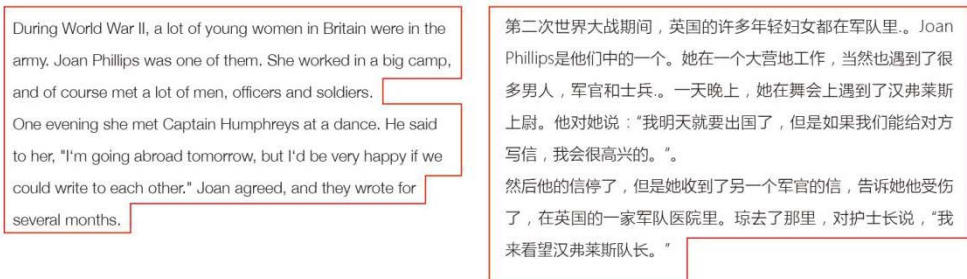 During World War II, a lot of young women in Britain were in the
army. Joan Phillips was one of them. She worked in a big camp,
and of course met a lot of men, officers and soldiers.
One evening she met Captain Humphreys at a dance. He said
to her, "I'm going abroad tomorrow, but I'd be very happy if we
could write to each other." Joan agreed, and they wrote for
several months.
第二次世界大战期间，英国的许多年轻妇女都在军队里.。Joan
Phillips是他们中的一个。她在一个大营地工作，当然也遇到了很
多男人，军官和士兵.。一天晚上，她在舞会上遇到了汉弗莱斯
上尉。他对她说："我明天就要出国了，但是如果我们能给对方
写信，我会很高兴的。"。
然后他的信停了，但是她收到了另一个军官的信，告诉她他受伤
了，在英国的一家军队医院里。琼去了那里，对护士长说，"我
来看望汉弗莱斯队长。"